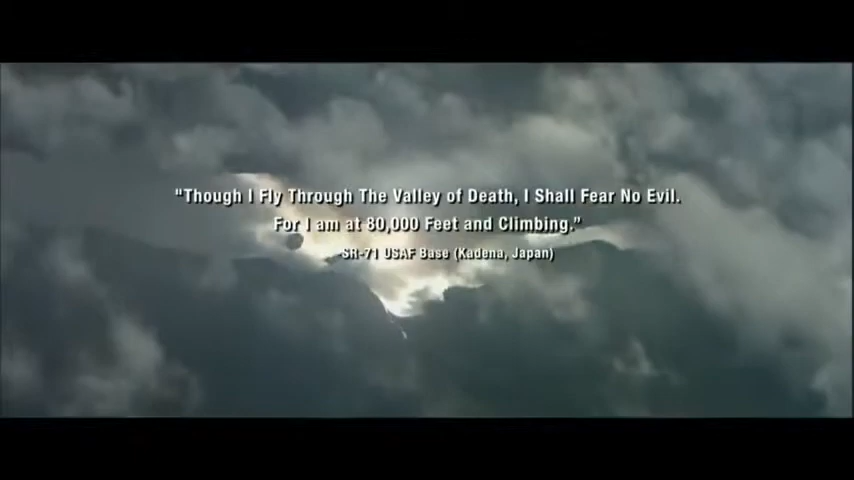 "Though I Fly Through The Valley of Death, I Shall Fear No Evil.
For I am at 80,000 Feet and Climbing."
-SR-71 USAF Base (Kadena, Japan)